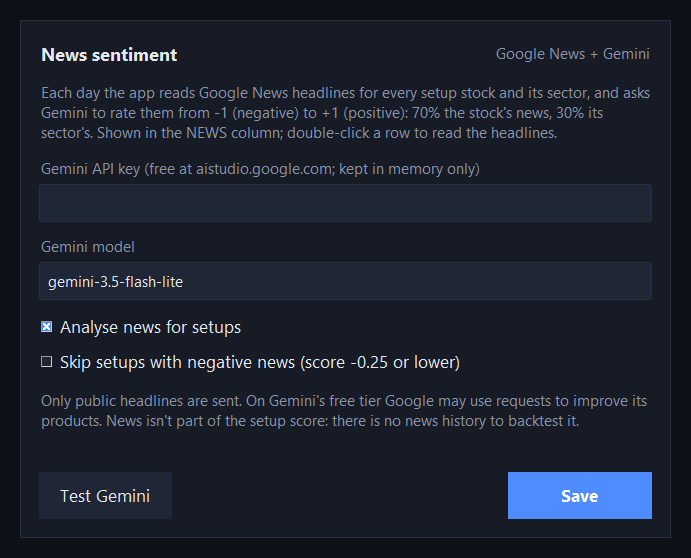 News sentiment
Google News + Gemini
Each day the app reads Google News headlines for every setup stock and its sector, and asks
Gemini to rate them from -1 (negative) to +1 (positive): 70% the stock's news, 30% its
sector's. Shown in the NEWS column; double-click a row to read the headlines.
Gemini API key (free at aistudio.google.com; kept in memory only)
Gemini model
gemini-3.5-flash-lite
Analyse news for setups
Skip setups with negative news (score -0.25 or lower)
Only public headlines are sent. On Gemini's free tier Google may use requests to improve its
products. News isn't part of the setup score: there is no news history to backtest it.
Test Gemini
Save